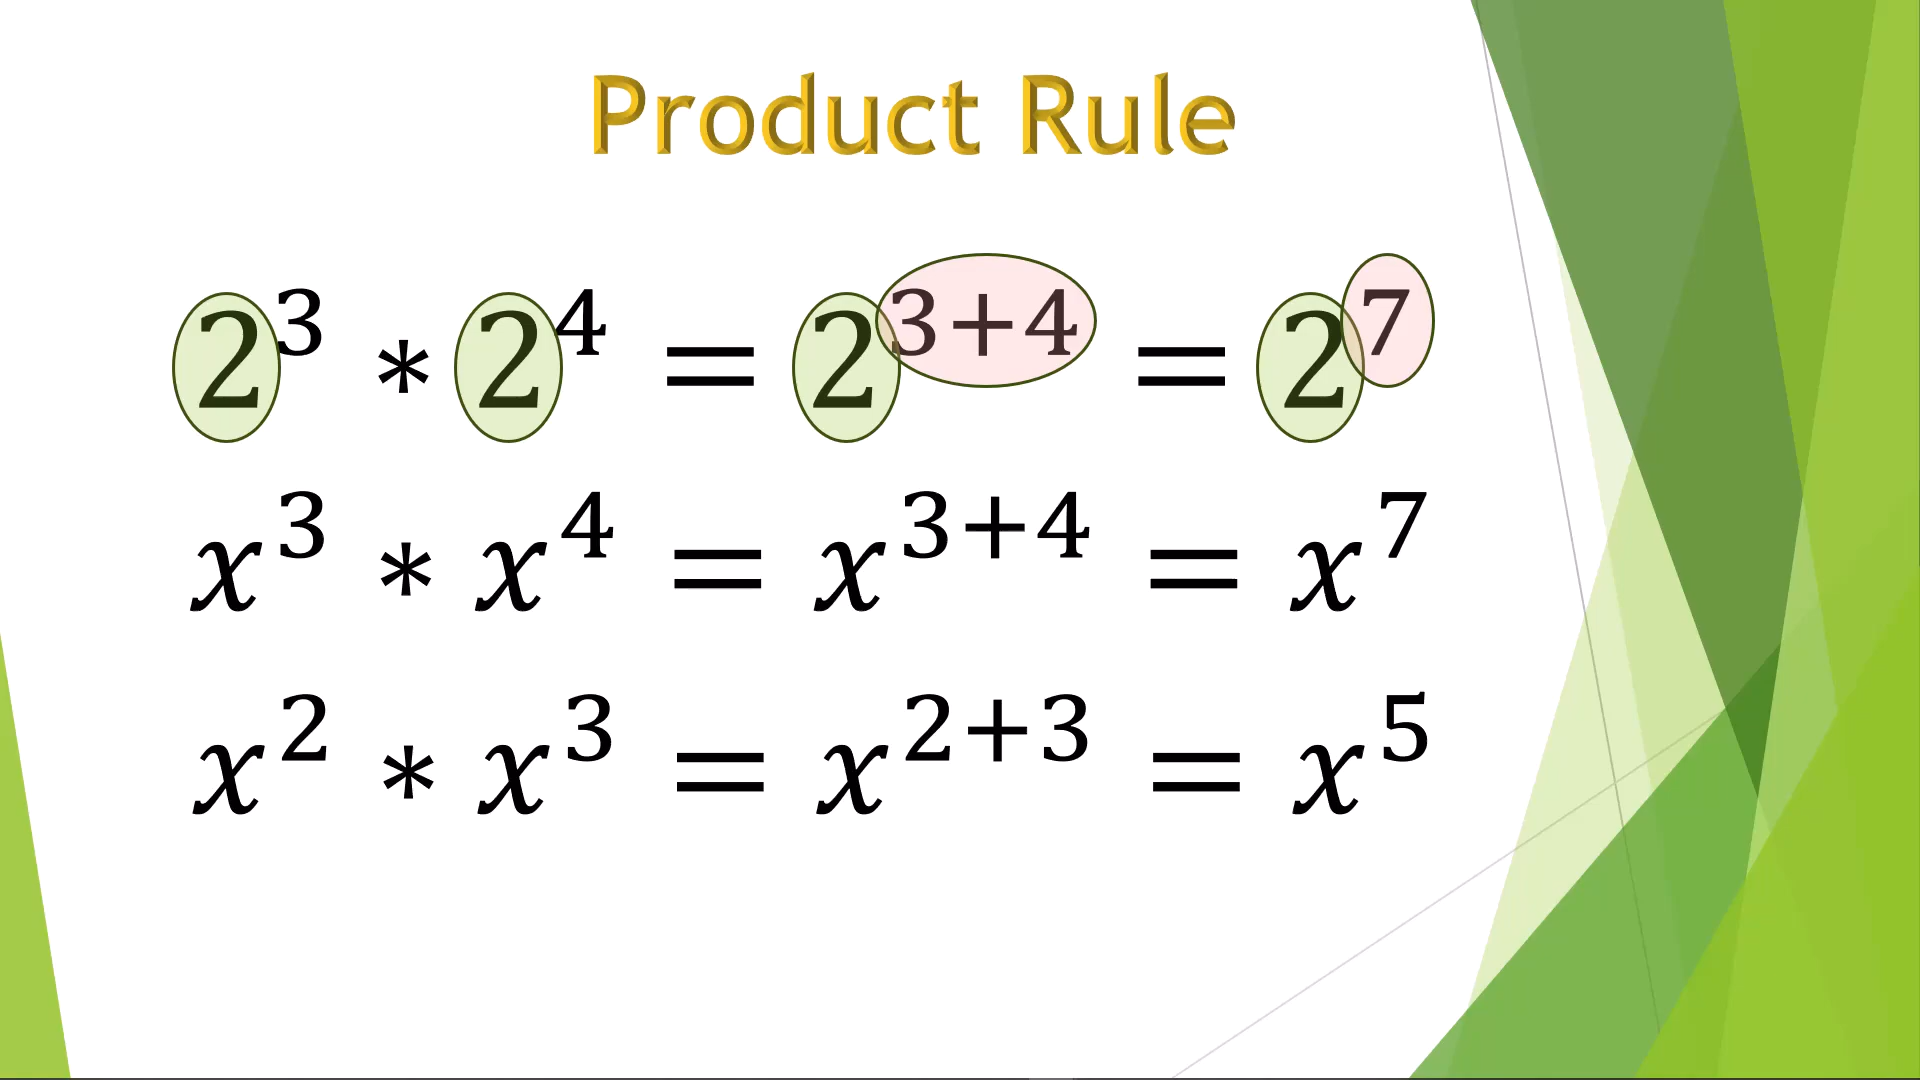 Product Rule
2³ * 2⁴ = 2³⁺⁴ = 2⁷
x³ * x⁴ = x³⁺⁴ = x⁷
x² * x³ = x²⁺³ = x⁵